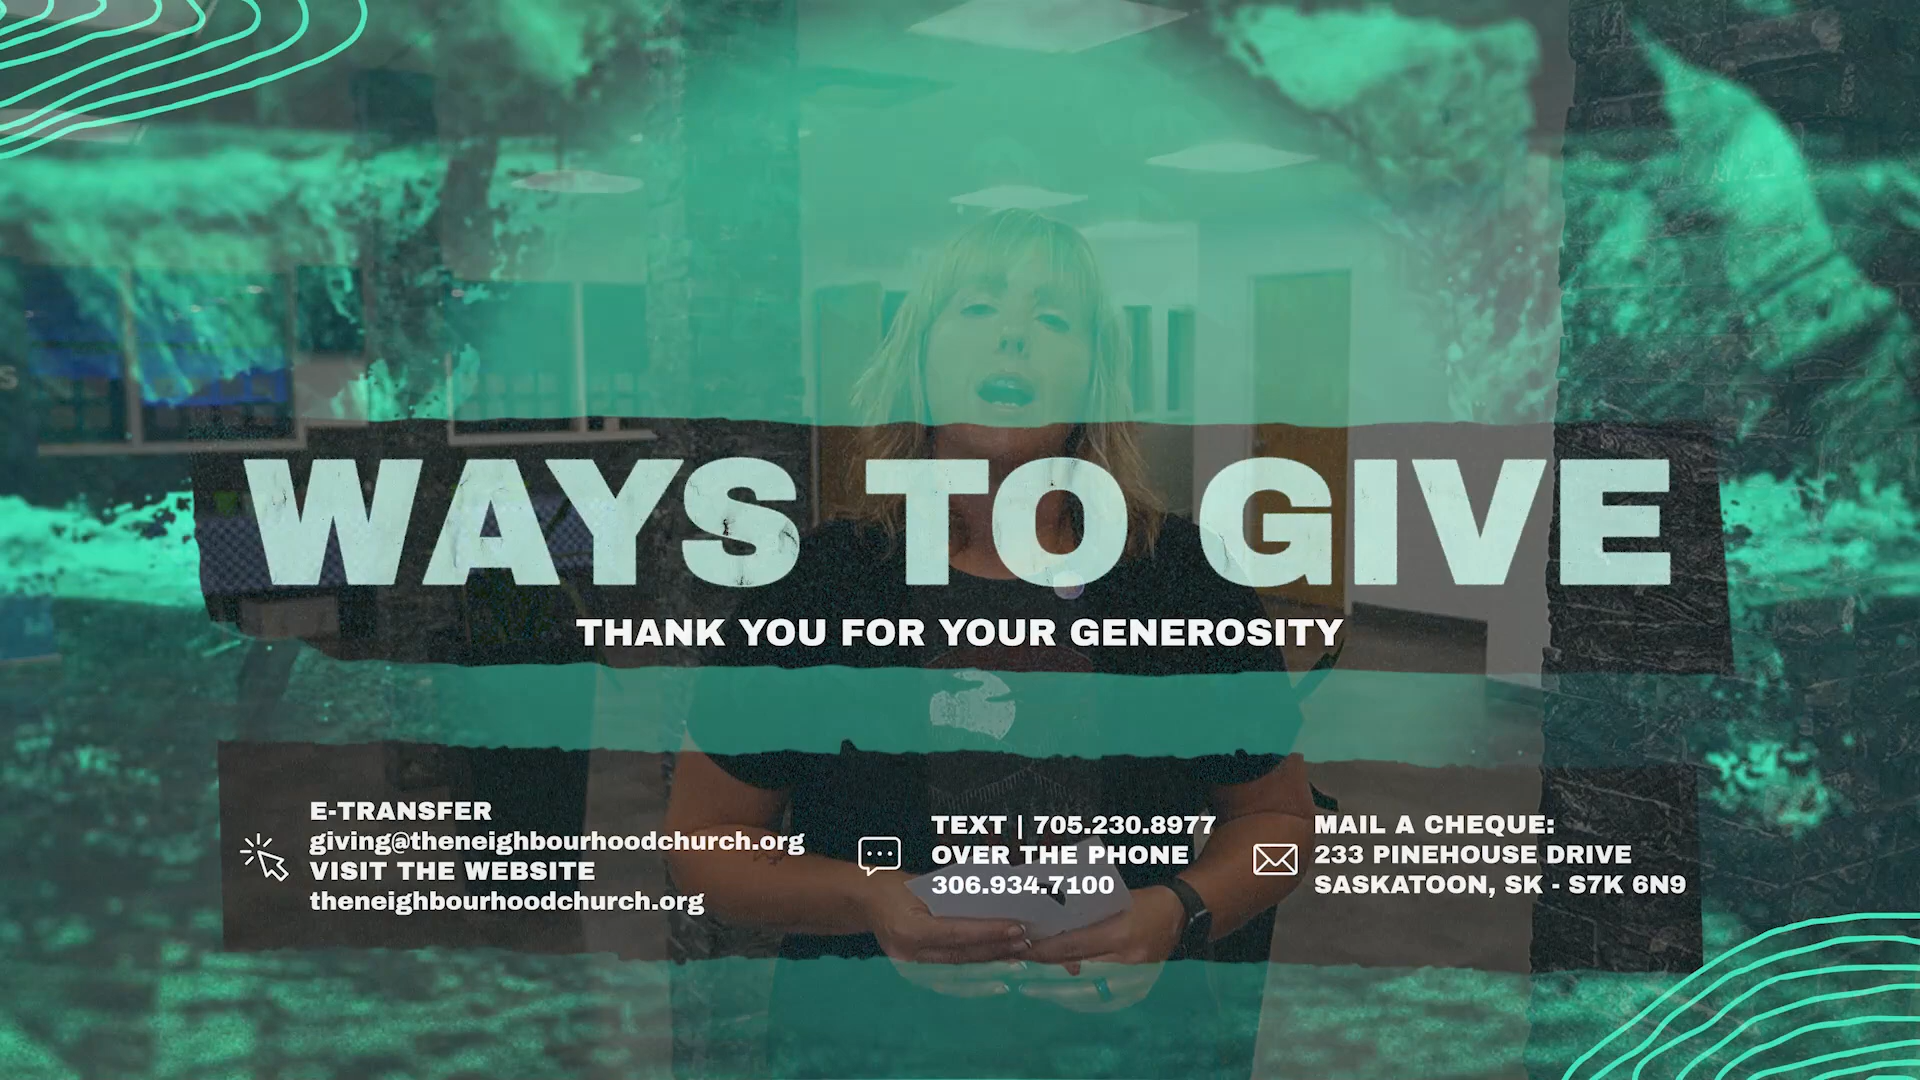 WAYS TO GIVE
THANK YOU FOR YOUR GENEROSITY
E-TRANSFER
giving@theneighbourhoodchurch.org
VISIT THE WEBSITE
theneighbourhoodchurch.org
TEXT | 705.230.8977
OVER THE PHONE
306.934.7100
MAIL A CHEQUE:
233 PINEHOUSE DRIVE
SASKATOON, SK - S7K 6N9